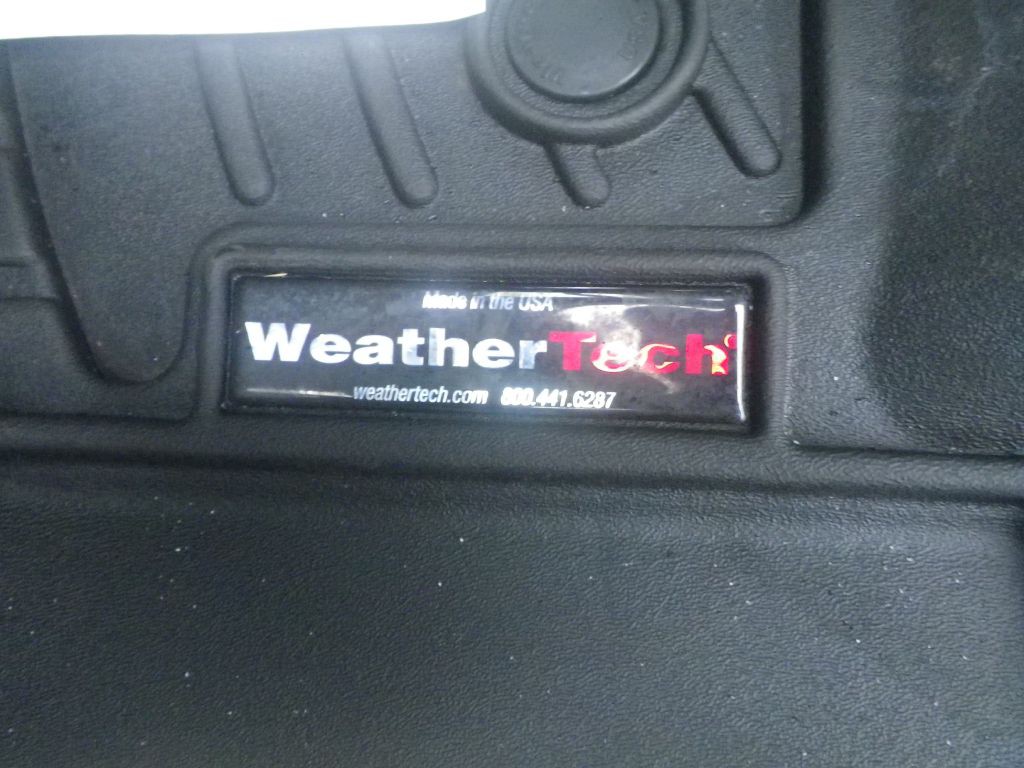 Made in the USA
WeatherTech®
weathertech.com 800.441.6287